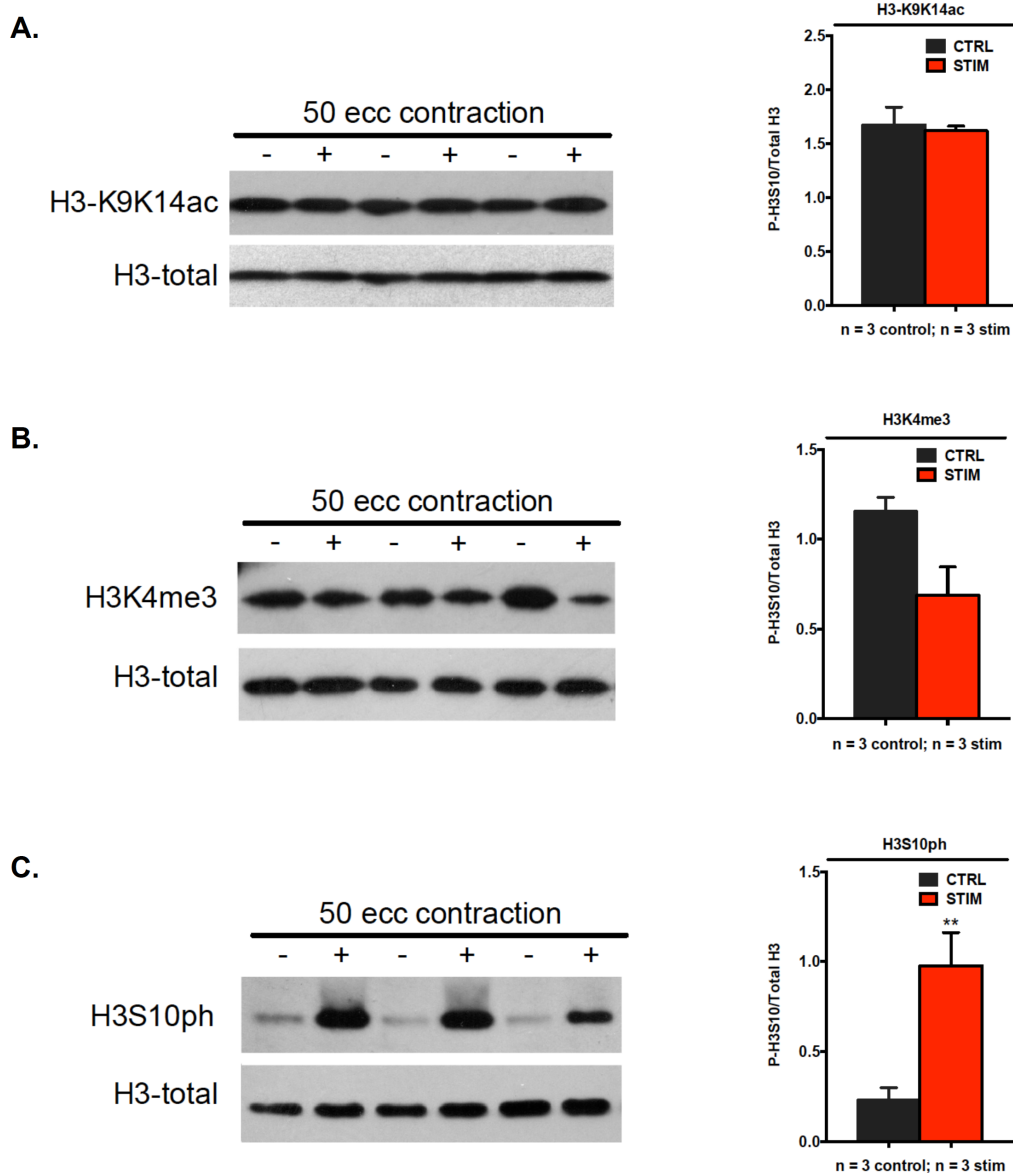 A.
50 ecc contraction
- + - + - +
H3-K9K14ac
H3-total
H3-K9K14ac
CTRL
STIM
P-H3S10/Total H3
2.5
2.0
1.5
1.0
0.5
0.0
n = 3 control; n = 3 stim
B.
50 ecc contraction
- + - + - +
H3K4me3
H3-total
H3K4me3
CTRL
STIM
P-H3S10/Total H3
1.5
1.0
0.5
0.0
n = 3 control; n = 3 stim
C.
50 ecc contraction
- + - + - +
H3S10ph
H3-total
H3S10ph
CTRL
STIM
**
P-H3S10/Total H3
1.5
1.0
0.5
0.0
n = 3 control; n = 3 stim